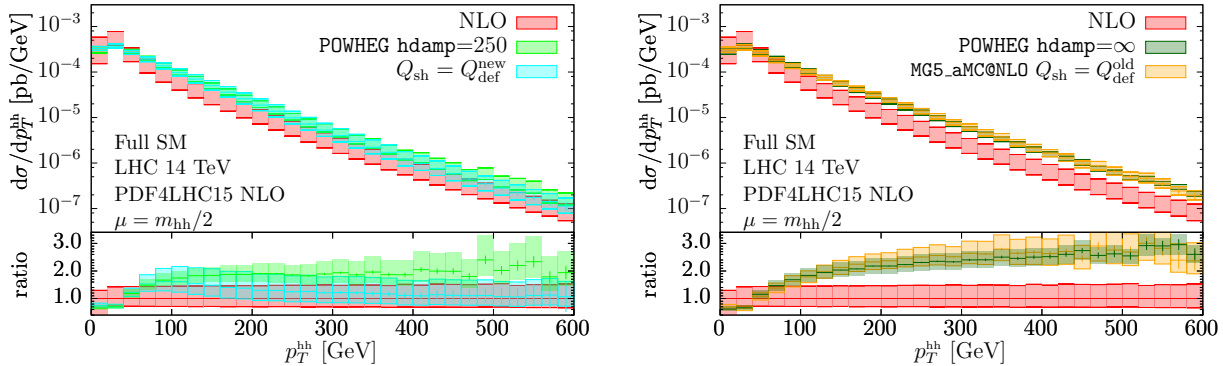 NLO
POWHEG hdamp=250
Q_sh = Q_def^new
dσ/dp_T^hh [pb/GeV]
10^−3
10^−4
10^−5
10^−6
10^−7
Full SM
LHC 14 TeV
PDF4LHC15 NLO
μ = m_hh/2
ratio
3.0
2.0
1.0
0 100 200 300 400 500 600
p_T^hh [GeV]
NLO
POWHEG hdamp=∞
MG5_aMC@NLO Q_sh = Q_def^old
dσ/dp_T^hh [pb/GeV]
10^−3
10^−4
10^−5
10^−6
10^−7
Full SM
LHC 14 TeV
PDF4LHC15 NLO
μ = m_hh/2
ratio
3.0
2.0
1.0
0 100 200 300 400 500 600
p_T^hh [GeV]